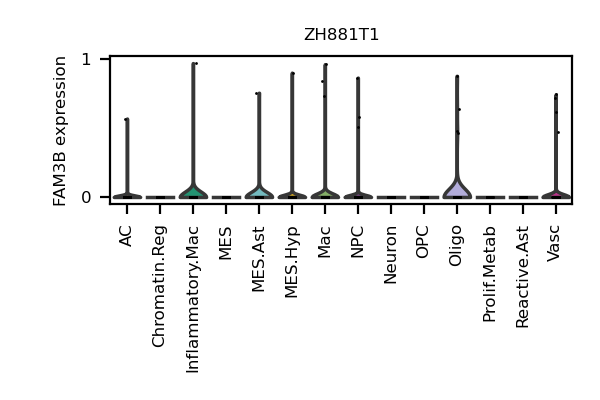 ZH881T1
FAM3B expression
1
0
AC
Chromatin.Reg
Inflammatory.Mac
MES
MES.Ast
MES.Hyp
Mac
NPC
Neuron
OPC
Oligo
Prolif.Metab
Reactive.Ast
Vasc